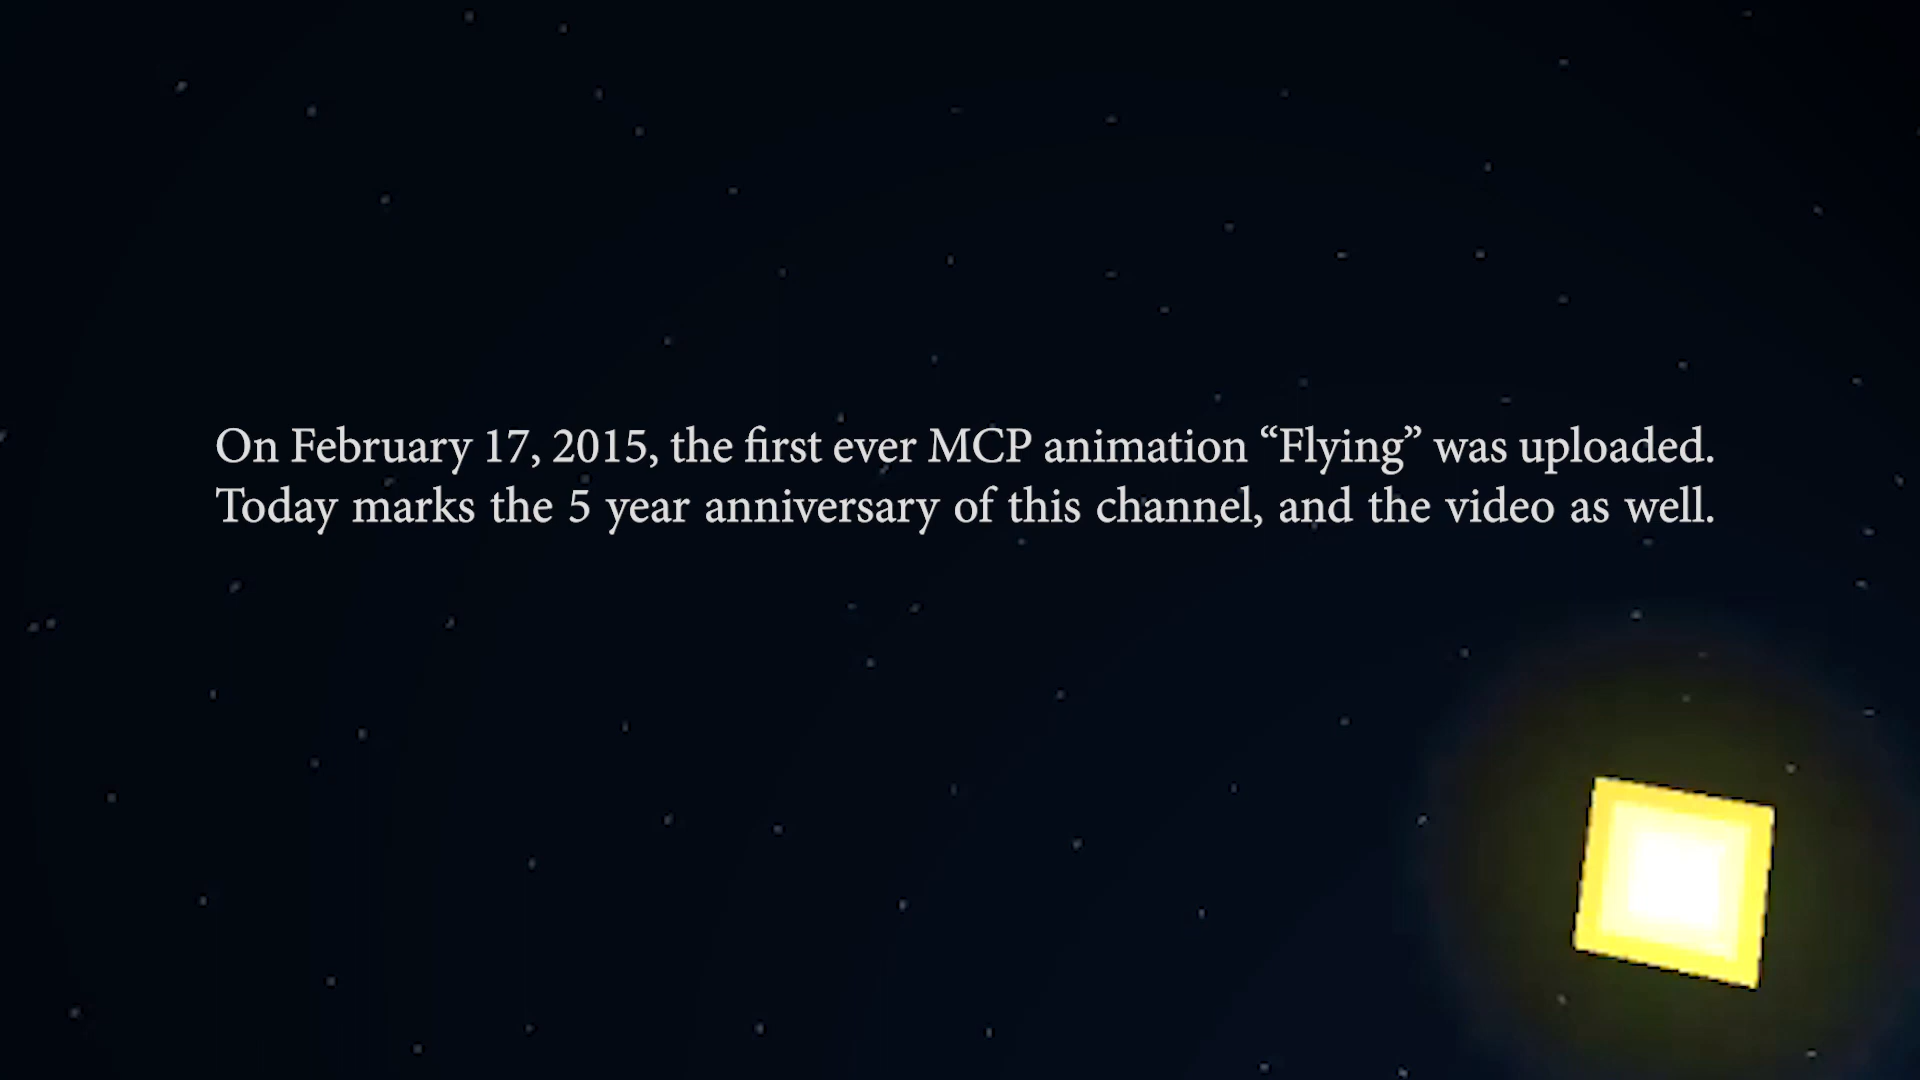 On February 17, 2015, the first ever MCP animation “Flying” was uploaded.
Today marks the 5 year anniversary of this channel, and the video as well.